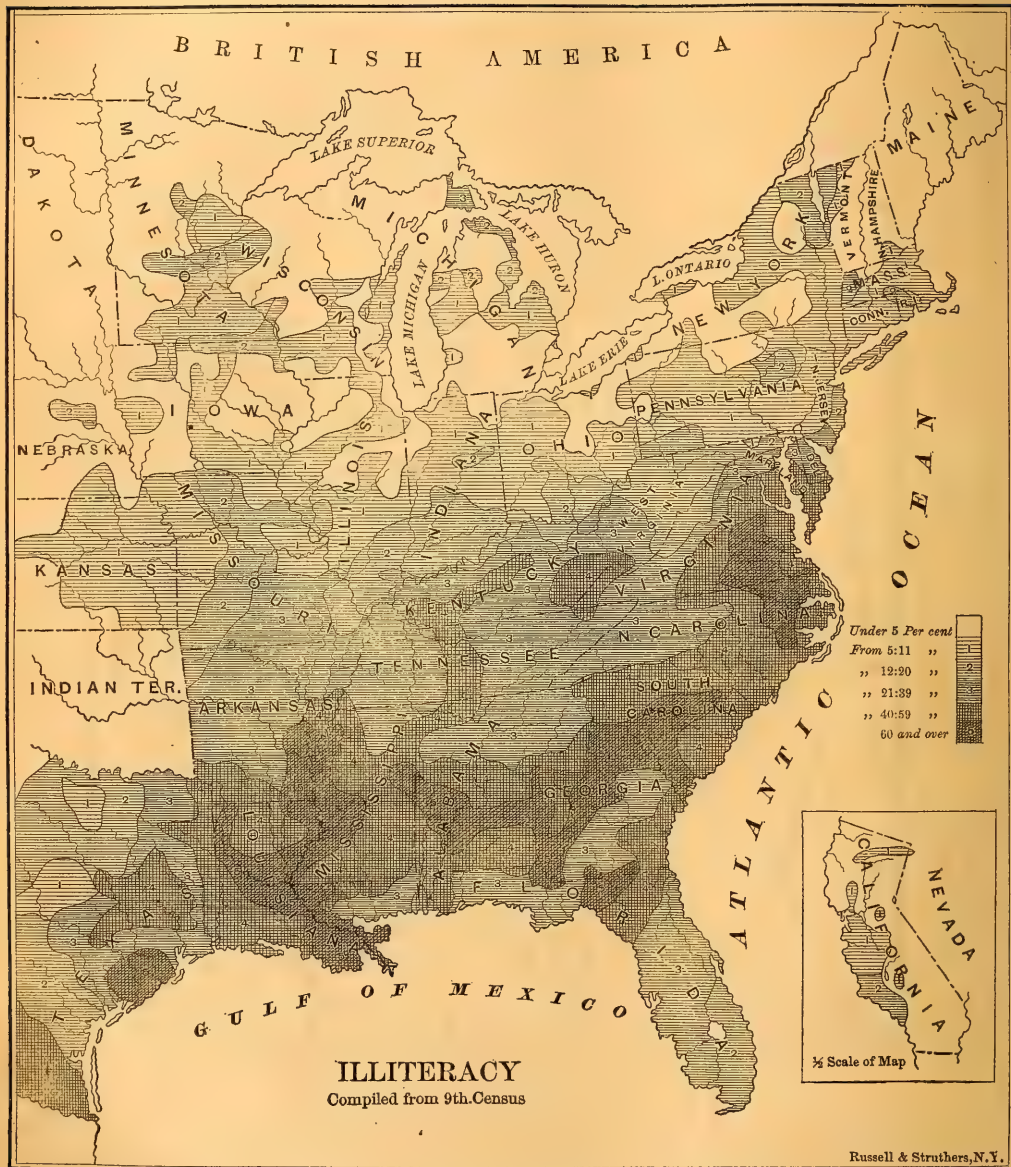 BRITISH AMERICA
MAINE
LAKE SUPERIOR
MINNESOTA
DAKOTA
MICHIGAN
LAKE HURON
VERMONT
N. HAMPSHIRE
WISCONSIN
LAKE MICHIGAN
L. ONTARIO
NEW YORK
MASS.
CONN.
R.I.
LAKE ERIE
IOWA
PENNSYLVANIA
N. JERSEY
NEBRASKA
ILLINOIS
INDIANA
OHIO
DEL
WEST
VIRGINIA
MISSOURI
KANSAS
KENTUCKY
VIRGINIA
N. CAROLINA
TENNESSEE
INDIAN TER.
ARKANSAS
SOUTH
CAROLINA
MISSISSIPPI
ALABAMA
GEORGIA
LOUISIANA
TEXAS
FLORIDA
ATLANTIC OCEAN
GULF OF MEXICO
Under 5 Per cent
From 5:11 „ 1
„ 12:20 „ 2
„ 21:39 „ 3
„ 40:59 „
60 and over
CALIFORNIA
NEVADA
½ Scale of Map
ILLITERACY
Compiled from 9th. Census
Russell & Struthers, N.Y.